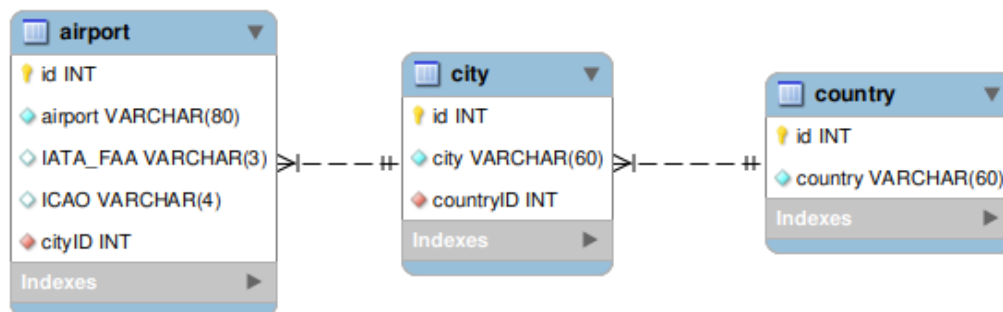 airport
id INT
airport VARCHAR(80)
IATA_FAA VARCHAR(3)
ICAO VARCHAR(4)
cityID INT
Indexes
city
id INT
city VARCHAR(60)
countryID INT
Indexes
country
id INT
country VARCHAR(60)
Indexes